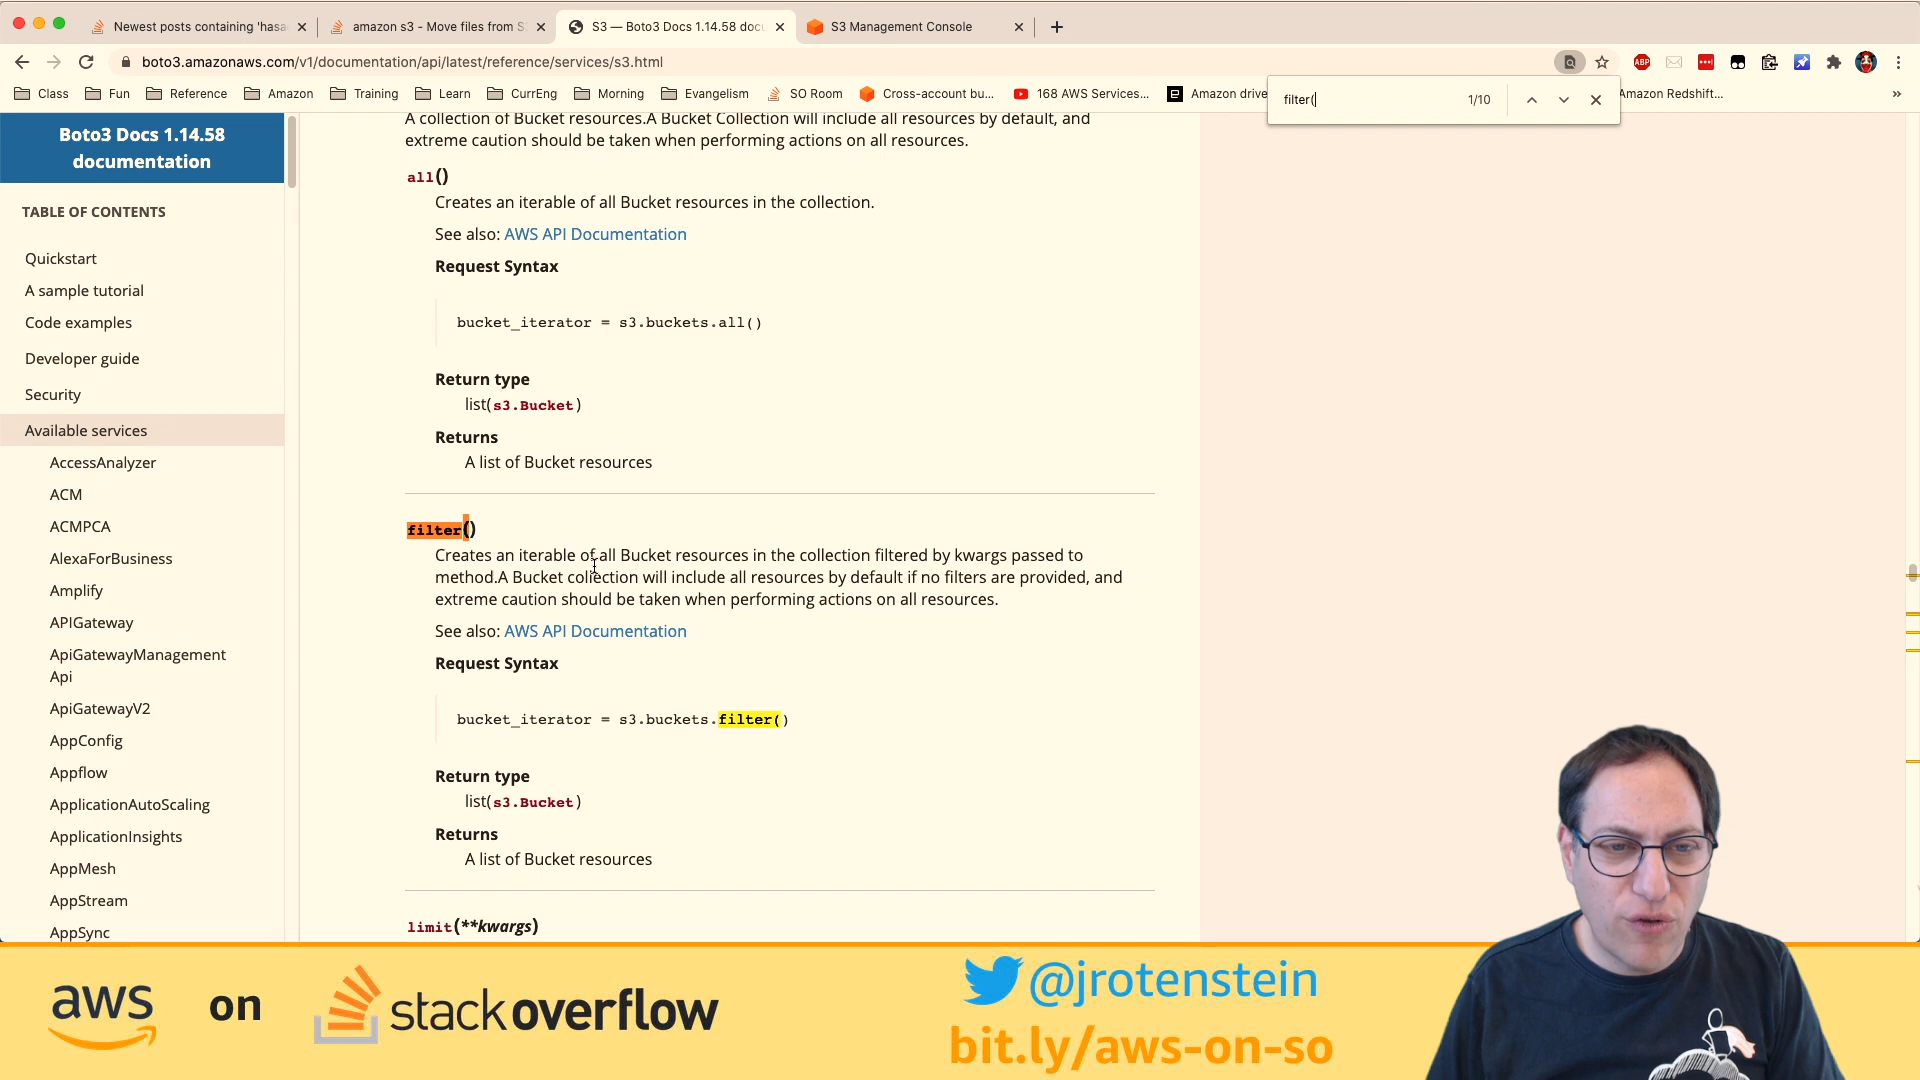 Newest posts containing 'hasa
amazon s3 - Move files from S
S3 — Boto3 Docs 1.14.58 docu
S3 Management Console
boto3.amazonaws.com/v1/documentation/api/latest/reference/services/s3.html
ABP
Class
Fun
Reference
Amazon
Training
Learn
CurrEng
Morning
Evangelism
SO Room
Cross-account bu...
168 AWS Services...
Amazon drive
Amazon Redshift...
»
filter(
1/10
Boto3 Docs 1.14.58
documentation
TABLE OF CONTENTS
Quickstart
A sample tutorial
Code examples
Developer guide
Security
Available services
AccessAnalyzer
ACM
ACMPCA
AlexaForBusiness
Amplify
APIGateway
ApiGatewayManagement
Api
ApiGatewayV2
AppConfig
Appflow
ApplicationAutoScaling
ApplicationInsights
AppMesh
AppStream
AppSync
A collection of Bucket resources.A Bucket Collection will include all resources by default, and
extreme caution should be taken when performing actions on all resources.
all()
Creates an iterable of all Bucket resources in the collection.
See also: AWS API Documentation
Request Syntax
bucket_iterator = s3.buckets.all()
Return type
list(s3.Bucket)
Returns
A list of Bucket resources
filter()
Creates an iterable of all Bucket resources in the collection filtered by kwargs passed to
method.A Bucket collection will include all resources by default if no filters are provided, and
extreme caution should be taken when performing actions on all resources.
See also: AWS API Documentation
Request Syntax
bucket_iterator = s3.buckets.filter()
Return type
list(s3.Bucket)
Returns
A list of Bucket resources
limit(**kwargs)
aws on stackoverflow
@jrotenstein
bit.ly/aws-on-so